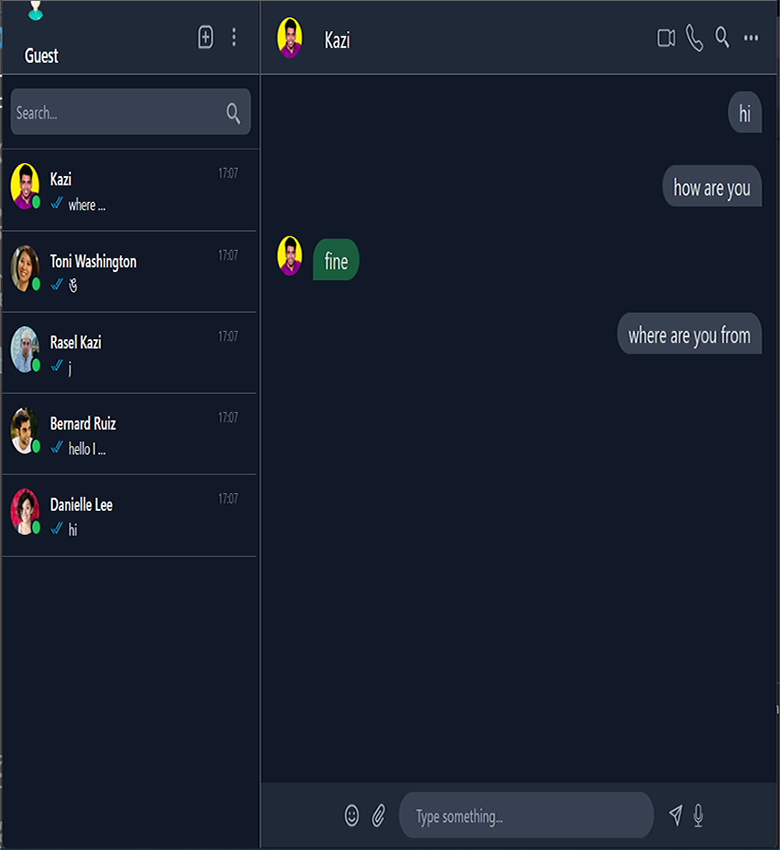 Guest
Search...
Kazi
17:07
where ...
Toni Washington
17:07
Rasel Kazi
17:07
j
Bernard Ruiz
17:07
hello I ...
Danielle Lee
17:07
hi
Kazi
hi
how are you
fine
where are you from
Type something...